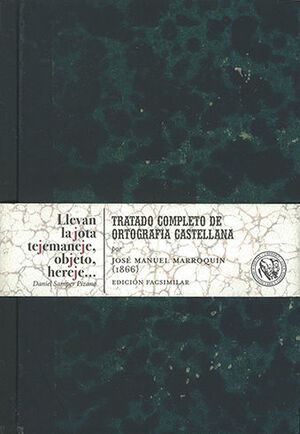 Llevan
la jota
tejemaneje,
objeto,
hereje...
Daniel Samper Pizano
TRATADO COMPLETO DE
ORTOGRAFIA CASTELLANA
por
JOSÉ MANUEL MARROQUÍN
(1866)
EDICIÓN FACSIMILAR